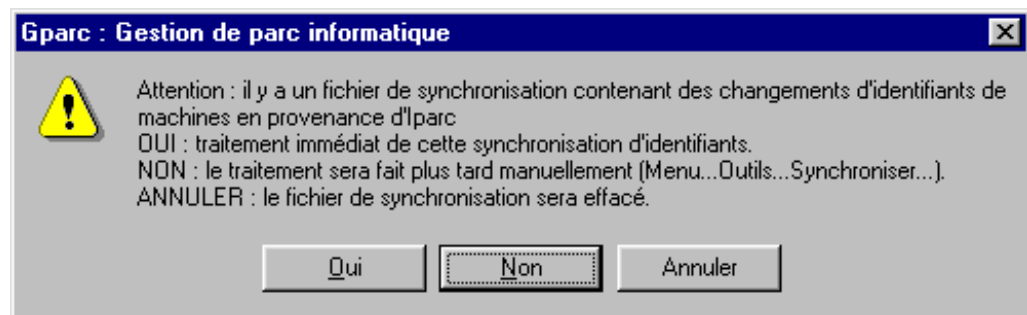 Gparc : Gestion de parc informatique
Attention : il y a un fichier de synchronisation contenant des changements d'identifiants de
machines en provenance d'Iparc
OUI : traitement immédiat de cette synchronisation d'identifiants.
NON : le traitement sera fait plus tard manuellement (Menu...Outils...Synchroniser...).
ANNULER : le fichier de synchronisation sera effacé.
Oui Non Annuler